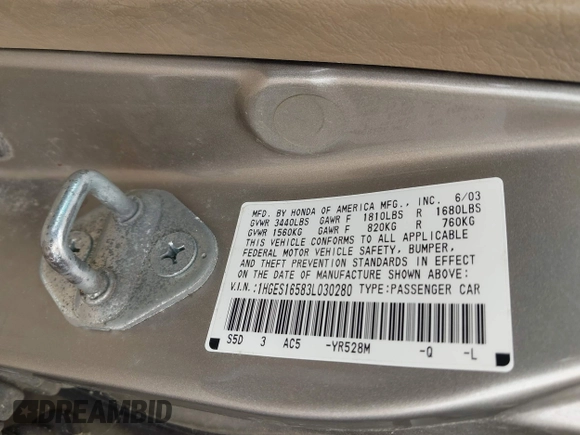 MFD. BY HONDA OF AMERICA MFG., INC. 6/03
GVWR 3440LBS GAWR F 1810LBS R 1680LBS
GVWR 1560KG GAWR F 820KG R 760KG
THIS VEHICLE CONFORMS TO ALL APPLICABLE
FEDERAL MOTOR VEHICLE SAFETY, BUMPER,
AND THEFT PREVENTION STANDARDS IN EFFECT
ON THE DATE OF MANUFACTURE SHOWN ABOVE:
V.I.N.:1HGES16583L030280 TYPE:PASSENGER CAR
S5D 3 AC5 -YR528M -Q -L
DREAMBID